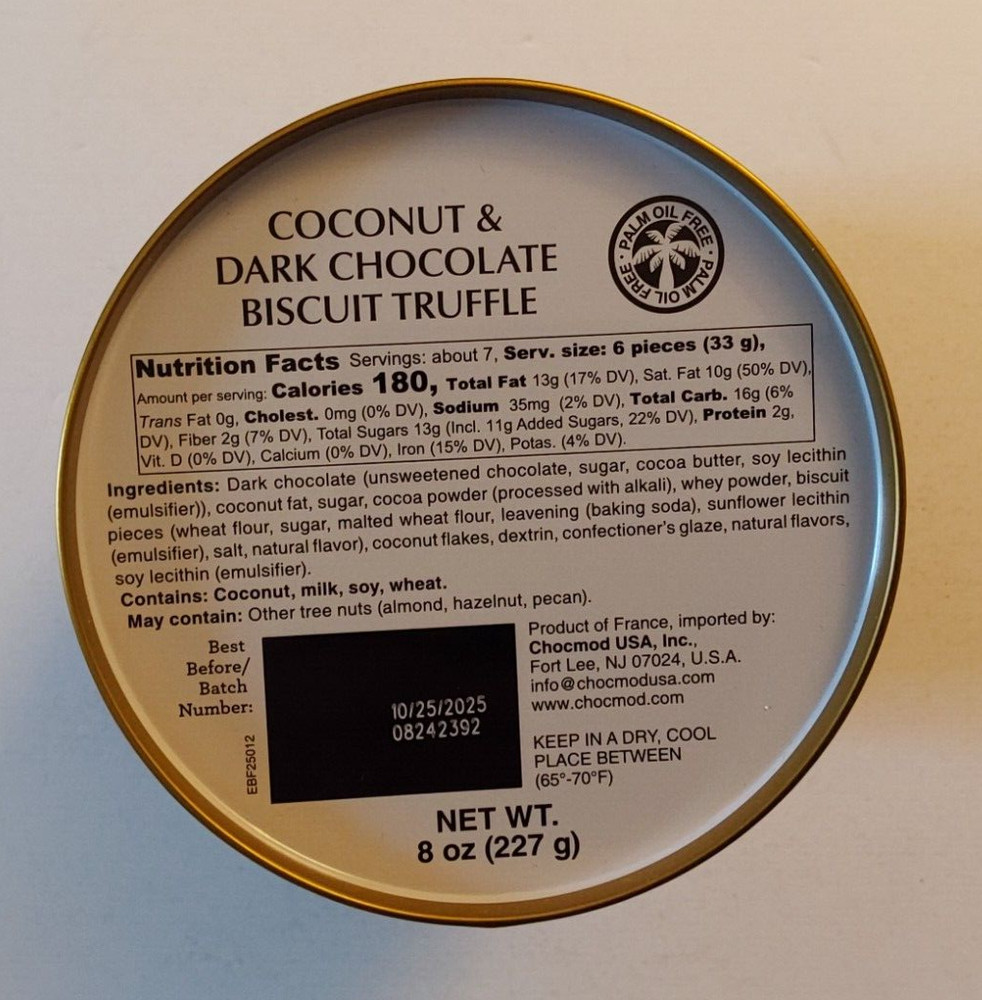 COCONUT &
DARK CHOCOLATE
BISCUIT TRUFFLE
PALM OIL FREE · PALM OIL FREE ·
Nutrition Facts Servings: about 7, Serv. size: 6 pieces (33 g),
Amount per serving: Calories 180, Total Fat 13g (17% DV), Sat. Fat 10g (50% DV),
Trans Fat 0g, Cholest. 0mg (0% DV), Sodium 35mg (2% DV), Total Carb. 16g (6%
DV), Fiber 2g (7% DV), Total Sugars 13g (Incl. 11g Added Sugars, 22% DV), Protein 2g,
Vit. D (0% DV), Calcium (0% DV), Iron (15% DV), Potas. (4% DV).
Ingredients: Dark chocolate (unsweetened chocolate, sugar, cocoa butter, soy lecithin
(emulsifier)), coconut fat, sugar, cocoa powder (processed with alkali), whey powder, biscuit
pieces (wheat flour, sugar, malted wheat flour, leavening (baking soda), sunflower lecithin
(emulsifier), salt, natural flavor), coconut flakes, dextrin, confectioner's glaze, natural flavors,
soy lecithin (emulsifier).
Contains: Coconut, milk, soy, wheat.
May contain: Other tree nuts (almond, hazelnut, pecan).
Best
Before/
Batch
Number:
10/25/2025
08242392
EBF25012
Product of France, imported by:
Chocmod USA, Inc.,
Fort Lee, NJ 07024, U.S.A.
info@chocmodusa.com
www.chocmod.com
KEEP IN A DRY, COOL
PLACE BETWEEN
(65°-70°F)
NET WT.
8 oz (227 g)